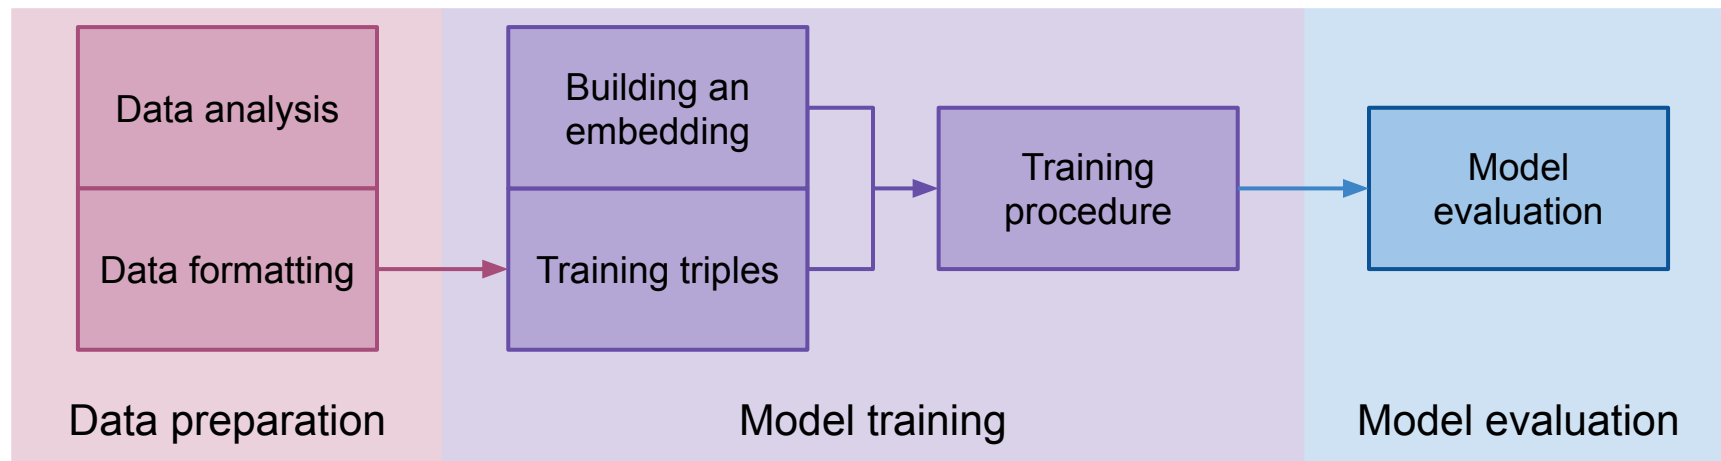 Data analysis
Data formatting
Building an
embedding
Training triples
Training
procedure
Model
evaluation
Data preparation
Model training
Model evaluation